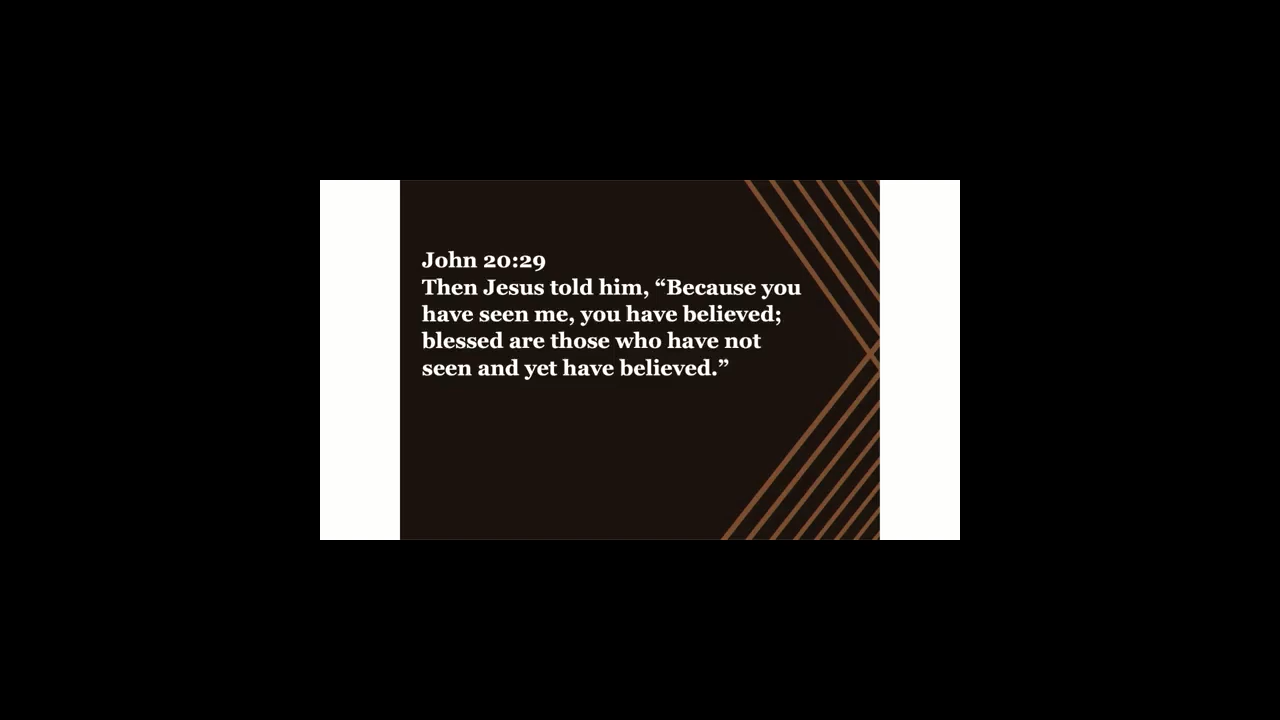 John 20:29
Then Jesus told him, “Because you
have seen me, you have believed;
blessed are those who have not
seen and yet have believed.”